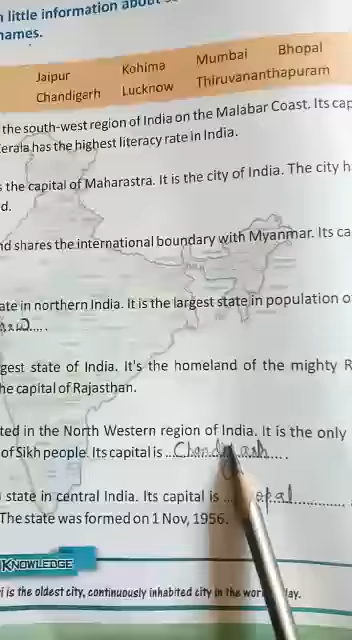 little information about
names.
Jaipur Kohima Mumbai Bhopal
Chandigarh Lucknow Thiruvananthapuram
the south-west region of India on the Malabar Coast. Its cap
Kerala has the highest literacy rate in India.
the capital of Maharastra. It is the city of India. The city h
d.
nd shares the international boundary with Myanmar. Its ca
ate in northern India. It is the largest state in population o
gest state of India. It's the homeland of the mighty R
he capital of Rajasthan.
ted in the North Western region of India. It is the only
of Sikh people. Its capital is ...
state in central India. Its capital is ... opal
The state was formed on 1 Nov, 1956.
KNOWLEDGE
i is the oldest city, continuously inhabited city in the